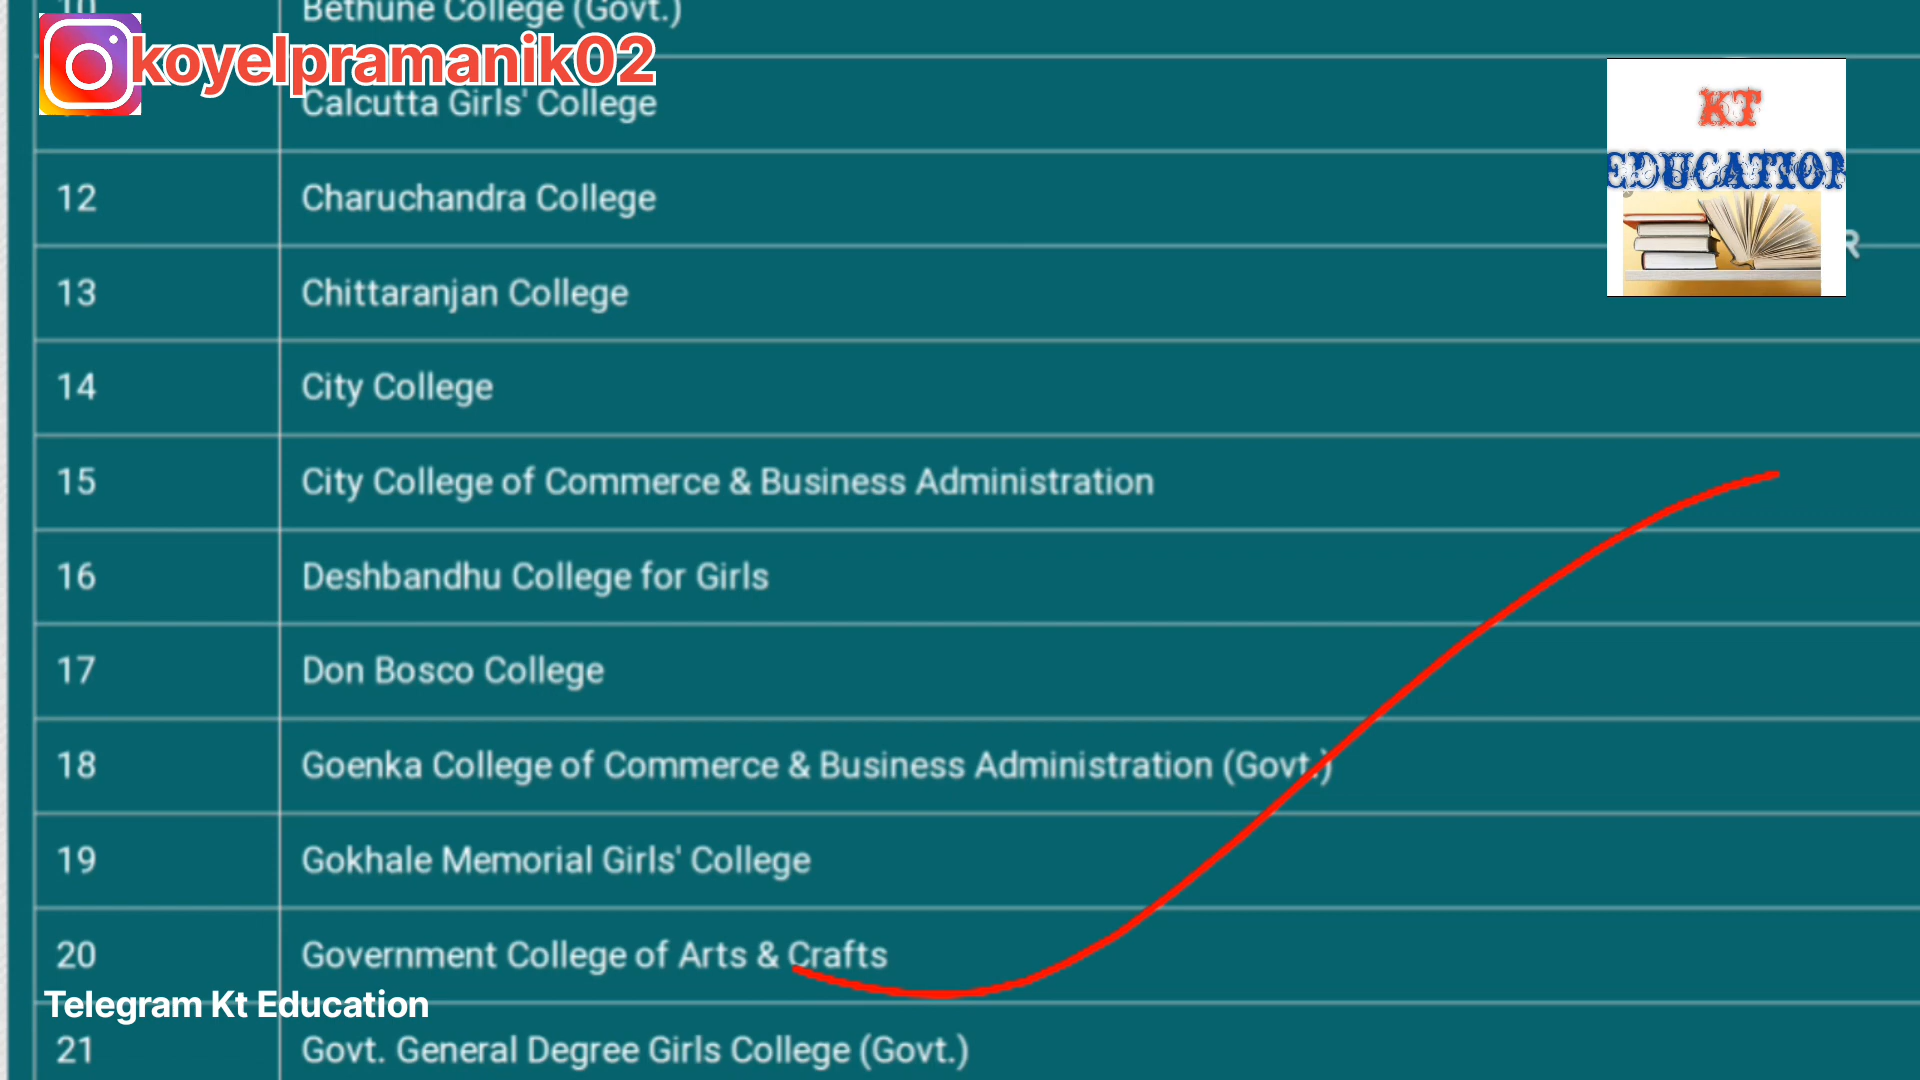 10 Bethune College (Govt.)
koyelpramanik02
Calcutta Girls' College
KT
EDUCATION
12 Charuchandra College
R
13 Chittaranjan College
14 City College
15 City College of Commerce & Business Administration
16 Deshbandhu College for Girls
17 Don Bosco College
18 Goenka College of Commerce & Business Administration (Govt.)
19 Gokhale Memorial Girls' College
20 Government College of Arts & Crafts
Telegram Kt Education
21 Govt. General Degree Girls College (Govt.)